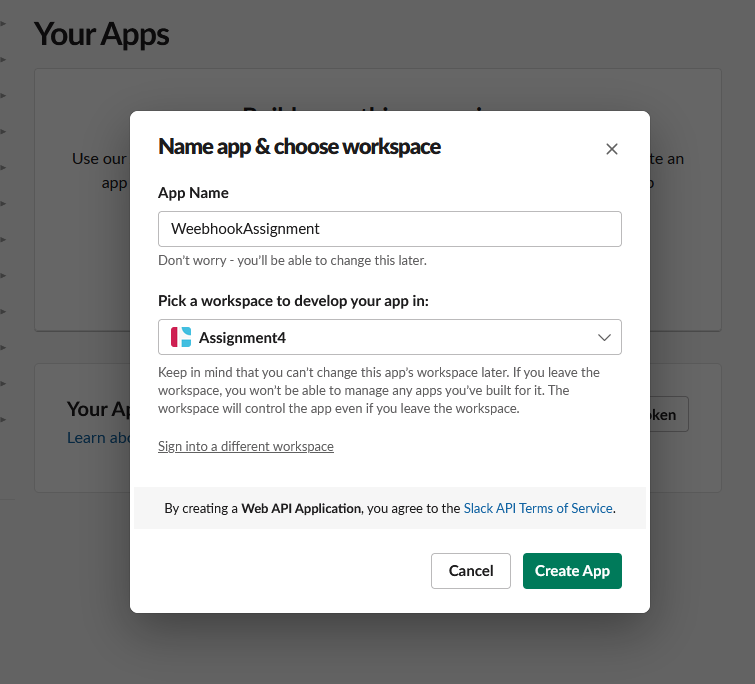 Your Apps
Use our
te an
app
Name app & choose workspace
App Name
WeebhookAssignment
Don't worry - you'll be able to change this later.
Pick a workspace to develop your app in:
Assignment4
Keep in mind that you can't change this app's workspace later. If you leave the
workspace, you won't be able to manage any apps you've built for it. The
workspace will control the app even if you leave the workspace.
Sign into a different workspace
By creating a Web API Application, you agree to the Slack API Terms of Service.
Cancel
Create App
Your Ap
Learn abo
oken